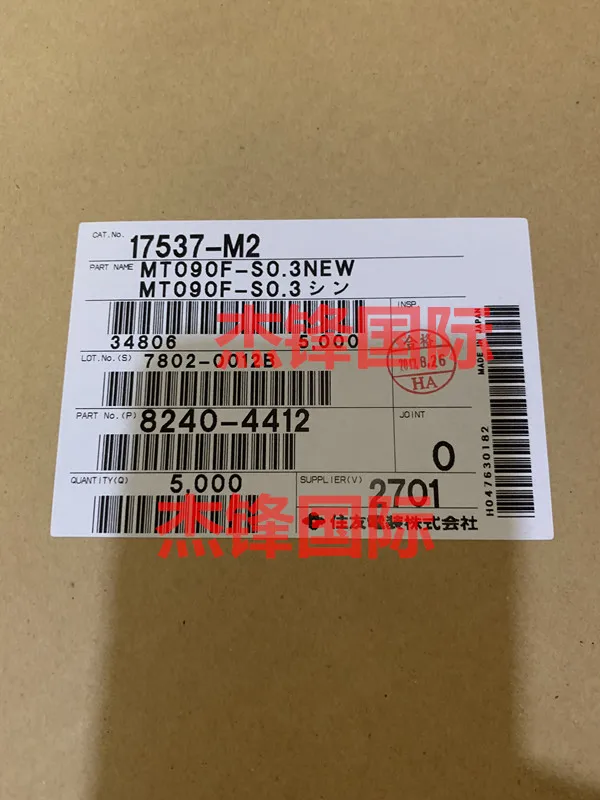 CAT.No. 17537-M2
PART NAME MT090F-S0.3NEW
MT090F-S0.3シン
INSP.
34806 5,000
杰锋国际
合格
HA
LOT.No.(S) 7802-0012B
PART No.(P) 8240-4412
JOINT
0
QUANTITY(Q) 5,000
SUPPLIER(V) 2701
住友電装株式会社
杰锋国际
MADE IN JAPAN
H047630182